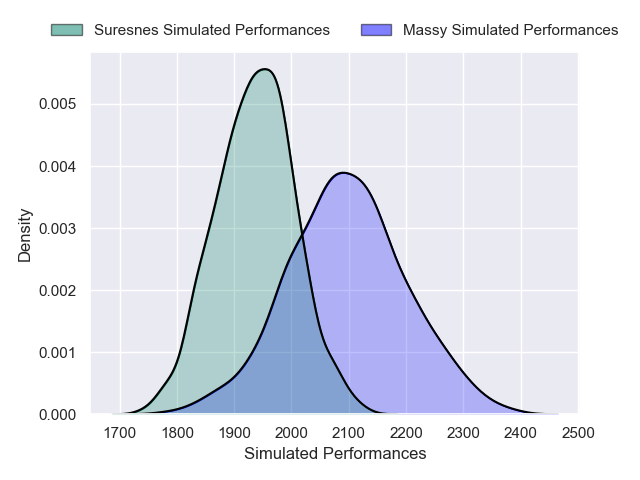 Suresnes Simulated Performances Massy Simulated Performances
0.005
0.004
0.003
0.002
0.001
0.000
Density
1700 1800 1900 2000 2100 2200 2300 2400 2500
Simulated Performances